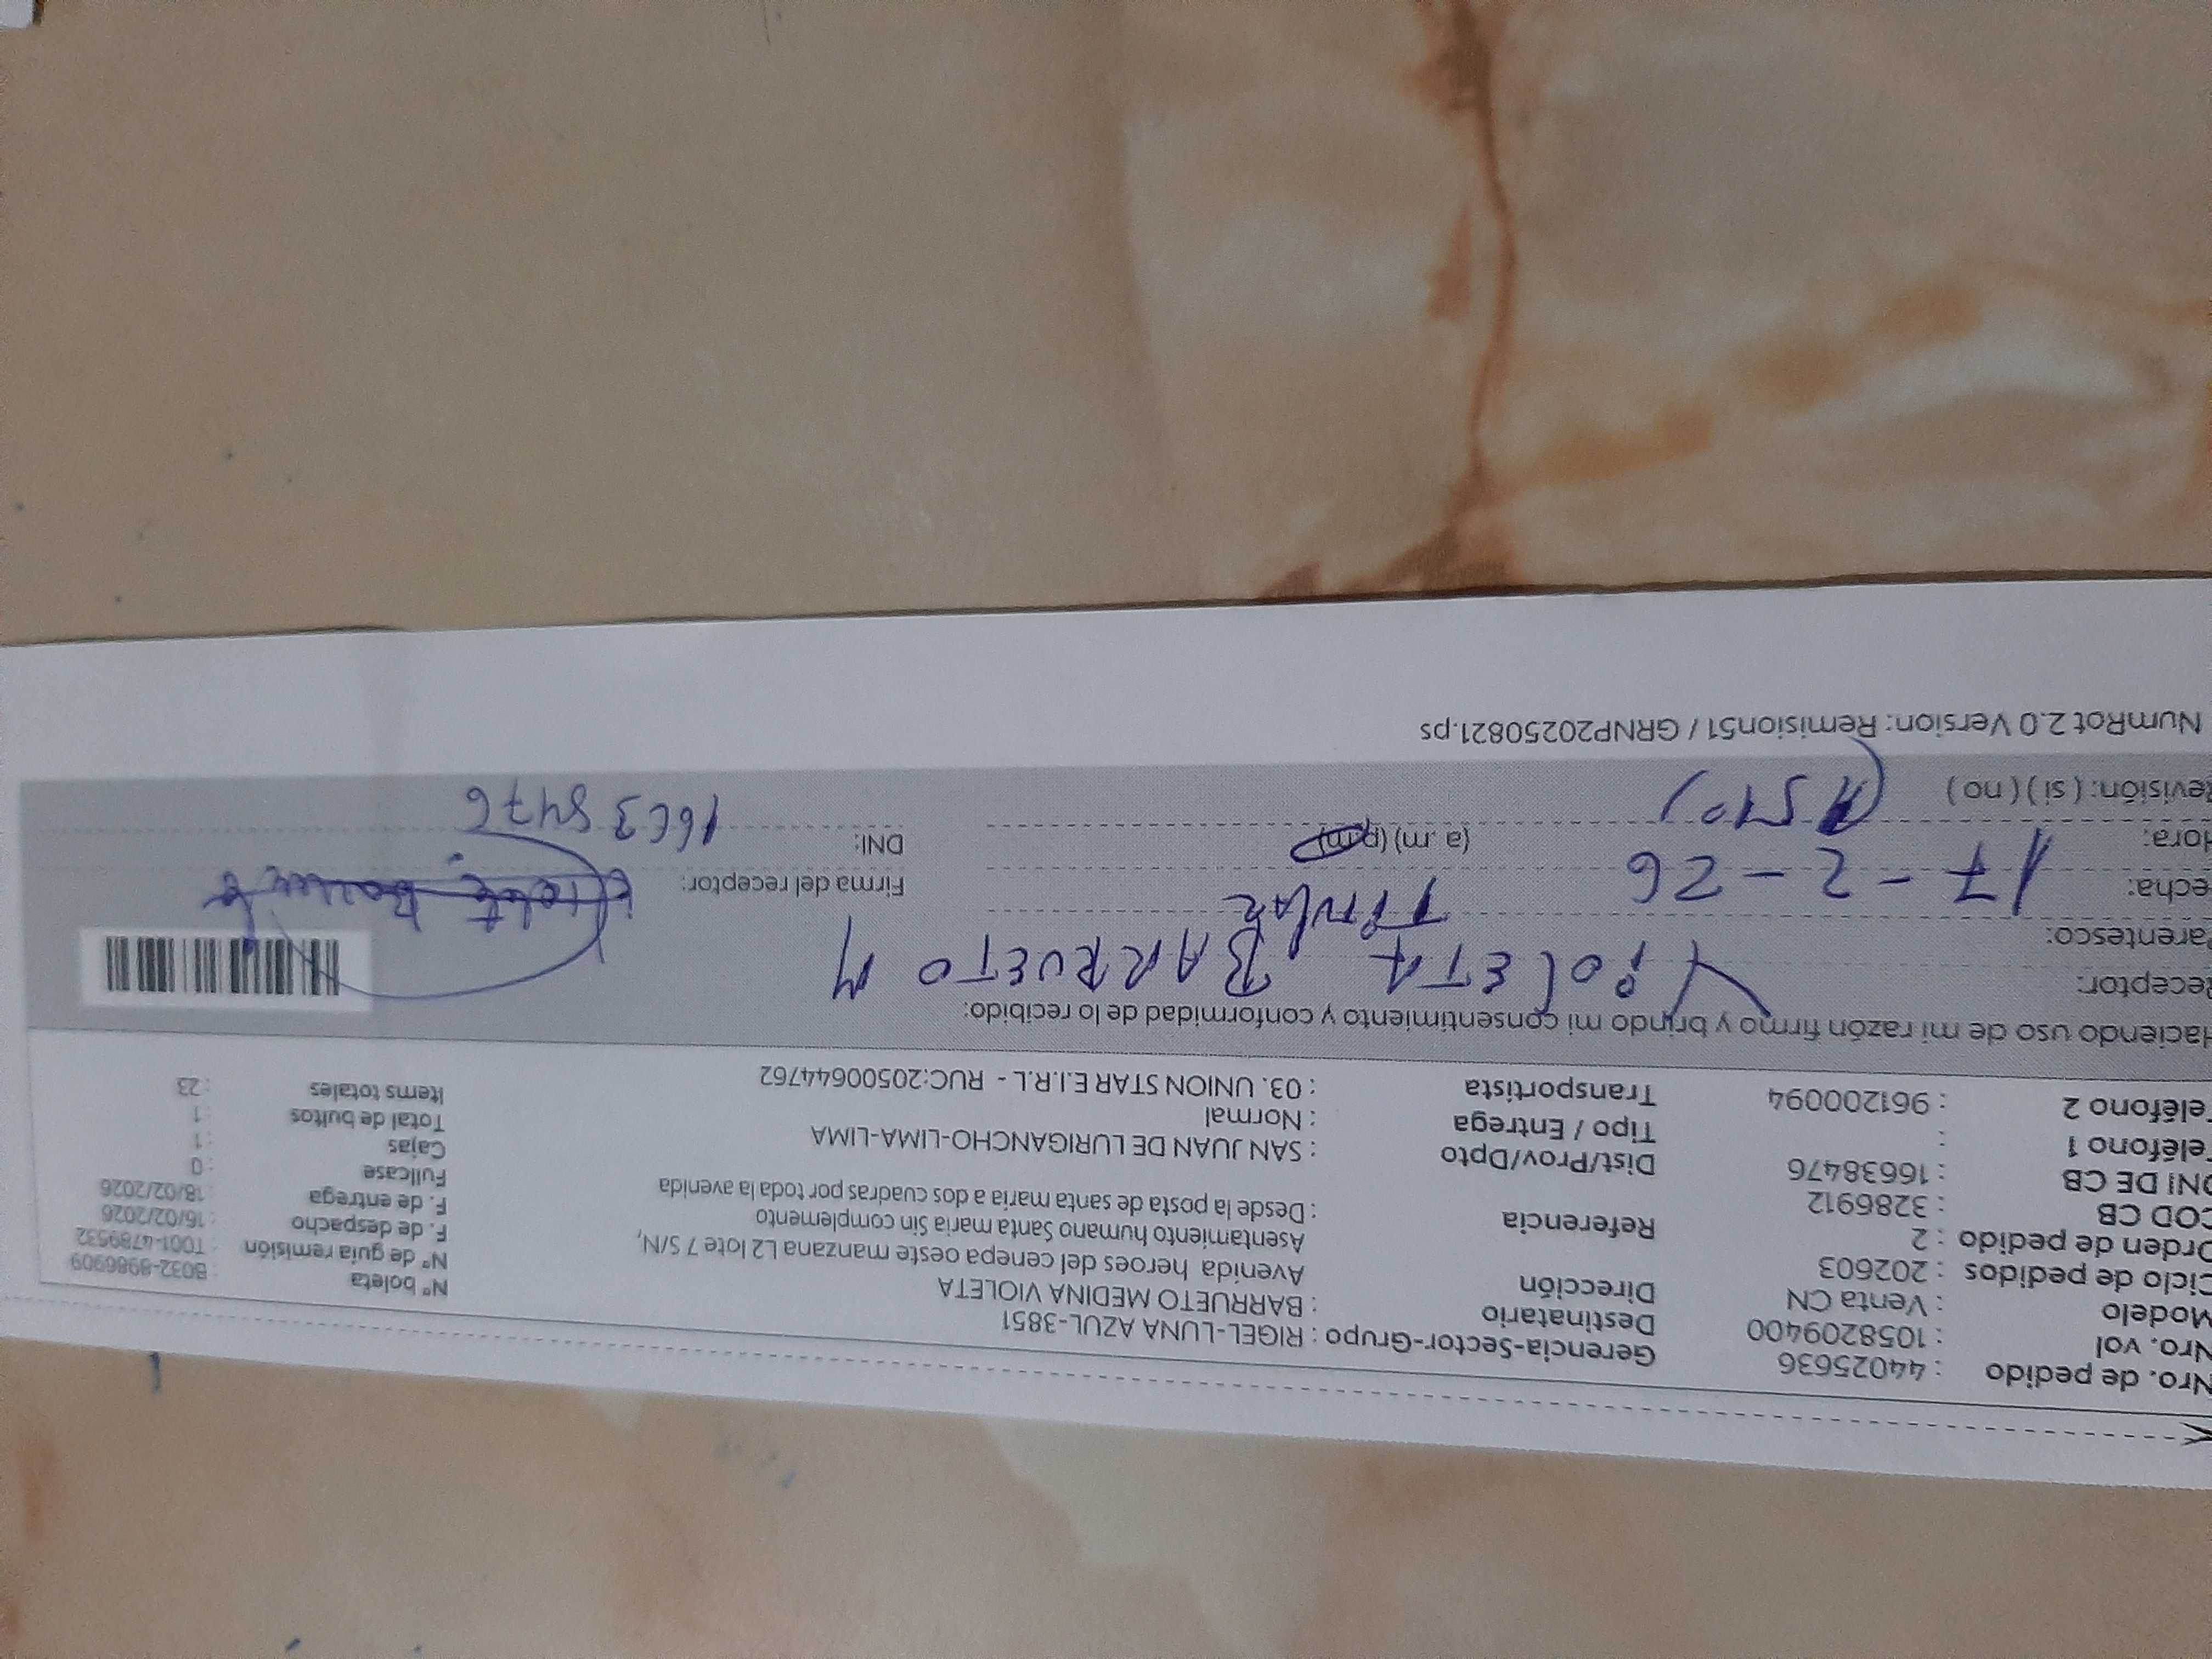 Nro. de pedido : 44025636
Nro. vol : 1058209400
Modelo : Venta CN
Ciclo de pedidos : 202603
Orden de pedido : 2
COD CB : 3286912
DNI DE CB : 16638476
Teléfono 1 :
eléfono 2 : 961200094
Gerencia-Sector-Grupo : RIGEL-LUNA AZUL-3851
Destinatario : BARRUETO MEDINA VIOLETA
Dirección Avenida heroes del cenepa oeste manzana L2 lote 7 S/N,
Asentamiento humano Santa maria Sin complemento
Referencia : Desde la posta de santa maria a dos cuadras por toda la avenida
Dist/Prov/Dpto : SAN JUAN DE LURIGANCHO-LIMA-LIMA
Tipo / Entrega : Normal
Transportista : 03. UNION STAR E.I.R.L - RUC:20500644762
N° boleta : B032-8986909
N° de guía remisión : T001-4789532
F. de despacho : 16/02/2026
F. de entrega : 18/02/2026
Fullcase : 0
Cajas : 1
Total de bultos : 1
Items totales : 23
Haciendo uso de mi razón firmo y brindo mi consentimiento y conformidad de lo recibido:
Receptor: VIOLETA BARRUETO M
Parentesco: TITULAR
echa: 17-2-26
Hora: (a .m) (p.m)
Revisión: ( si ) ( no )
Firma del receptor:
DNI: 16638476
NumRot 2.0 Version: Remision51 / GRNP20250821.ps